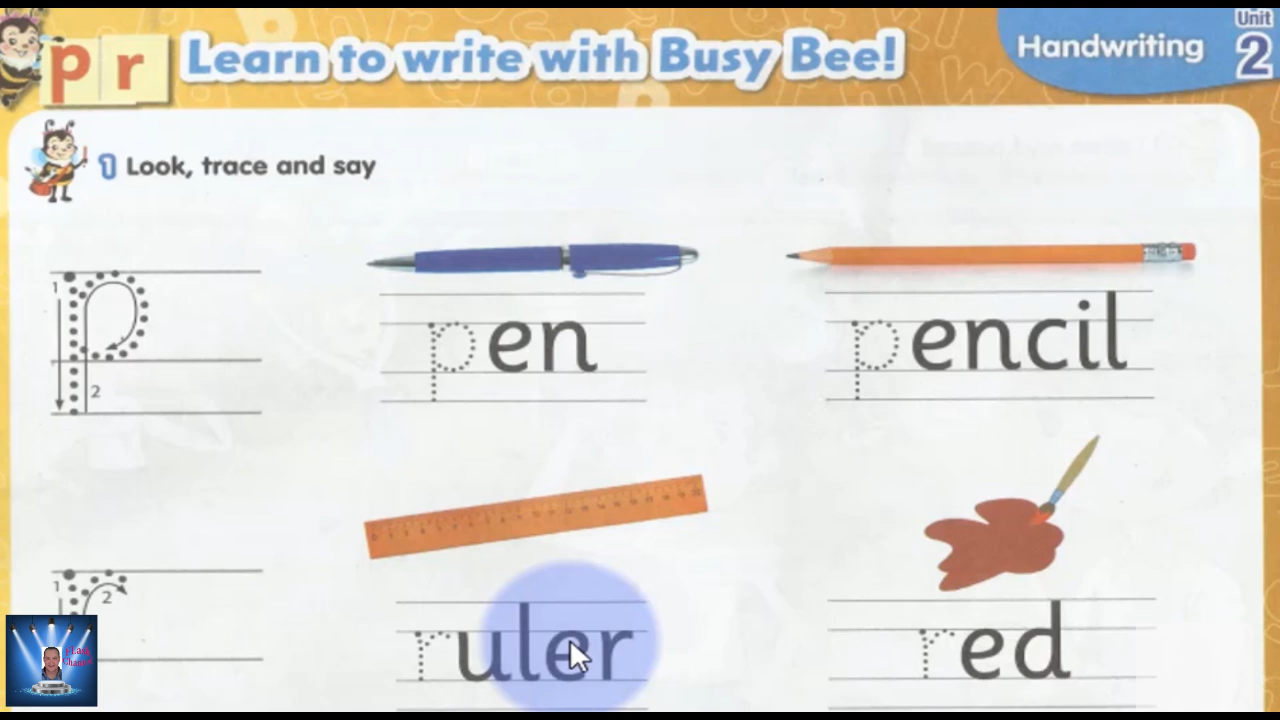 p r Learn to write with Busy Bee! Handwriting Unit 2
1 Look, trace and say
1 p 2
pen
pencil
1 r 2
ruler
red